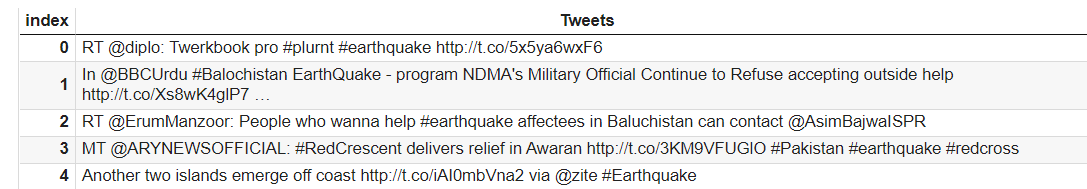 index Tweets
0 RT @diplo: Twerkbook pro #plurnt #earthquake http://t.co/5x5ya6wxF6
In @BBCUrdu #Balochistan EarthQuake - program NDMA's Military Official Continue to Refuse accepting outside help
1
http://t.co/Xs8wK4glP7 …
2 RT @ErumManzoor: People who wanna help #earthquake affectees in Baluchistan can contact @AsimBajwaISPR
3 MT @ARYNEWSOFFICIAL: #RedCrescent delivers relief in Awaran http://t.co/3KM9VFUGIO #Pakistan #earthquake #redcross
4 Another two islands emerge off coast http://t.co/iAI0mbVna2 via @zite #Earthquake